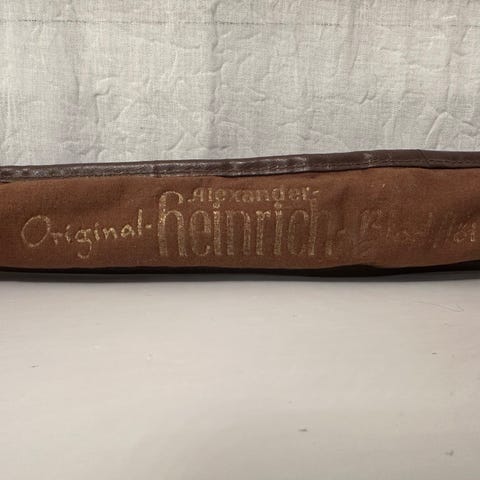 Alexander-
Original- Heinrich-